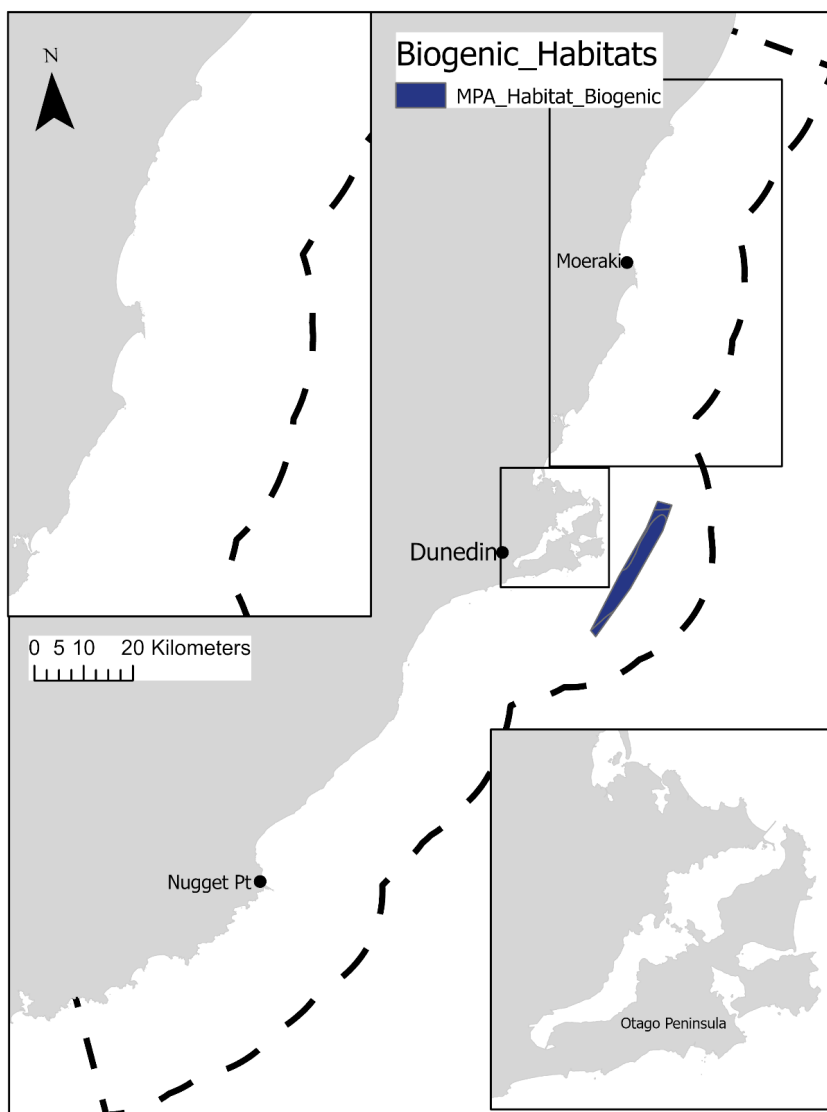 N
Biogenic_Habitats
MPA_Habitat_Biogenic
Moeraki
Dunedin
0 5 10 20 Kilometers
Nugget Pt
Otago Peninsula